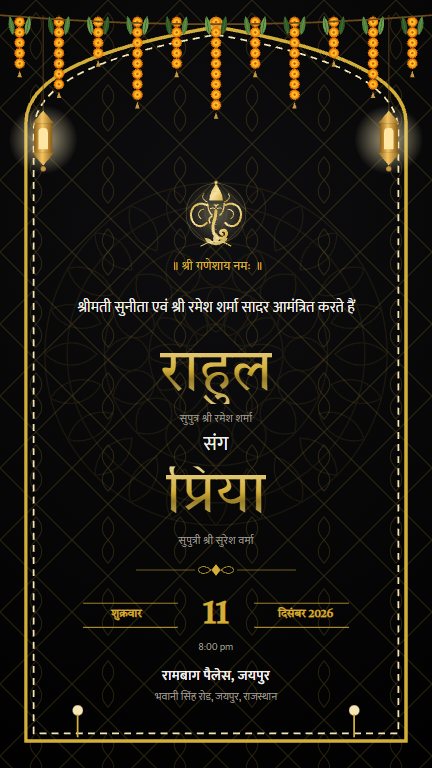 ॥ श्री गणेशाय नमः ॥
श्रीमती सुनीता एवं श्री रमेश शर्मा सादर आमंत्रित करते हैं
राहुल
सुपुत्र श्री रमेश शर्मा
संग
प्रिया
सुपुत्री श्री सुरेश वर्मा
शुक्रवार
11
दिसंबर 2026
8:00 pm
रामबाग पैलेस, जयपुर
भवानी सिंह रोड, जयपुर, राजस्थान